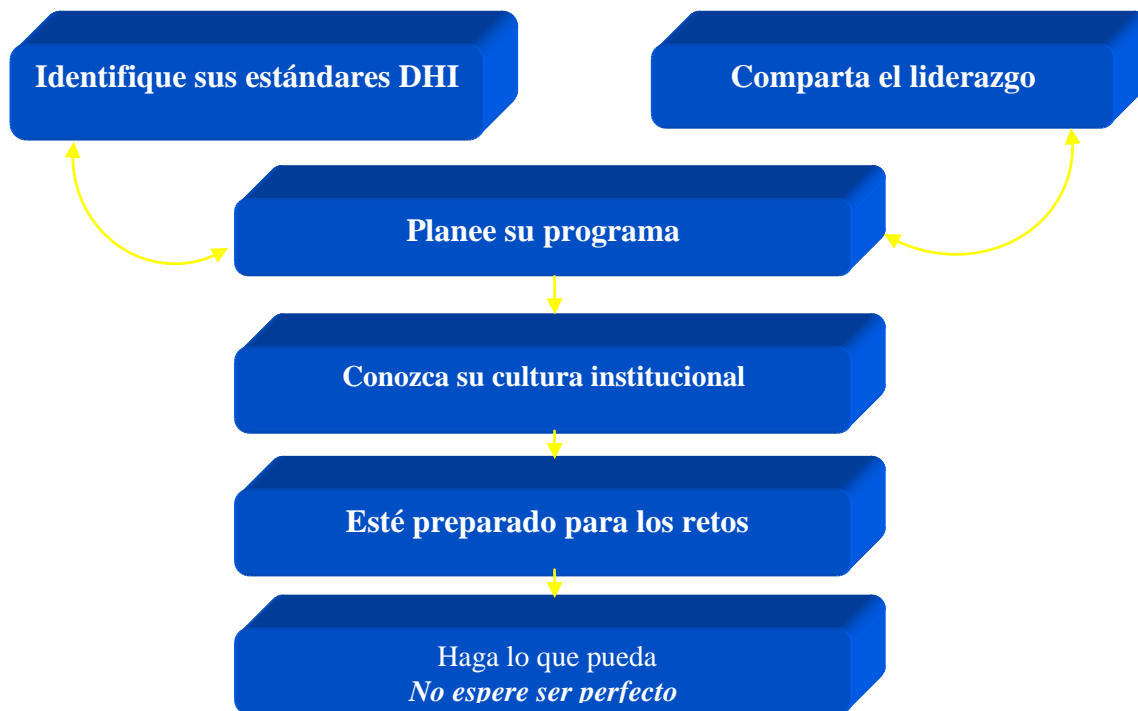 Identifique sus estándares DHI
Comparta el liderazgo
Planee su programa
Conozca su cultura institucional
Esté preparado para los retos
Haga lo que pueda
No espere ser perfecto